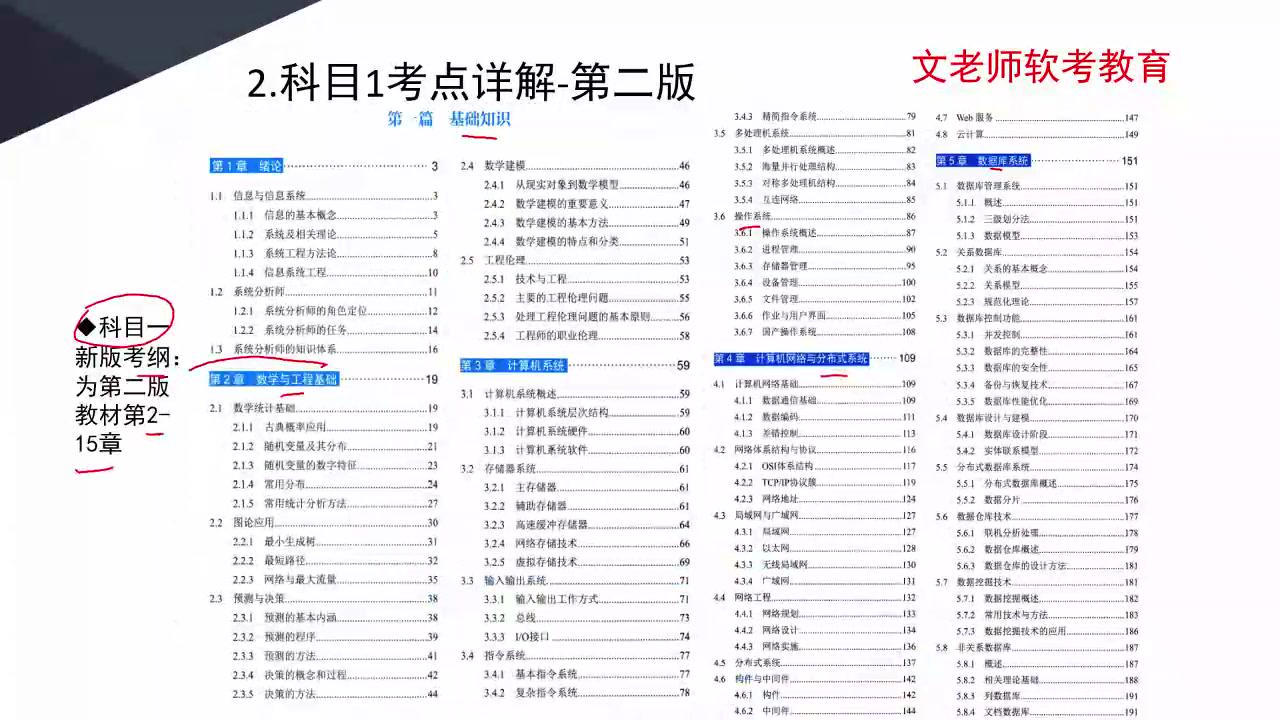 2.科目1考点详解-第二版
文老师软考教育
◆科目一
新版考纲：
为第二版
教材第2-
15章
第一篇 基础知识
第1章 绪论 3
1.1 信息与信息系统 3
1.1.1 信息的基本概念 3
1.1.2 系统及相关理论 5
1.1.3 系统工程方法论 8
1.1.4 信息系统工程 10
1.2 系统分析师 11
1.2.1 系统分析师的角色定位 12
1.2.2 系统分析师的任务 14
1.3 系统分析师的知识体系 16
第2章 数学与工程基础 19
2.1 数学统计基础 19
2.1.1 古典概率应用 19
2.1.2 随机变量及其分布 21
2.1.3 随机变量的数字特征 23
2.1.4 常用分布 24
2.1.5 常用统计分析方法 27
2.2 图论应用 30
2.2.1 最小生成树 31
2.2.2 最短路径 32
2.2.3 网络与最大流量 35
2.3 预测与决策 38
2.3.1 预测的基本内涵 38
2.3.2 预测的程序 39
2.3.3 预测的方法 41
2.3.4 决策的概念和过程 42
2.3.5 决策的方法 44
2.4 数学建模 46
2.4.1 从现实对象到数学模型 46
2.4.2 数学建模的重要意义 47
2.4.3 数学建模的基本方法 49
2.4.4 数学建模的特点和分类 51
2.5 工程伦理 53
2.5.1 技术与工程 53
2.5.2 主要的工程伦理问题 55
2.5.3 处理工程伦理问题的基本原则 56
2.5.4 工程师的职业伦理 58
第3章 计算机系统 59
3.1 计算机系统概述 59
3.1.1 计算机系统层次结构 59
3.1.2 计算机系统硬件 60
3.1.3 计算机系统软件 60
3.2 存储器系统 61
3.2.1 主存储器 61
3.2.2 辅助存储器 61
3.2.3 高速缓冲存储器 64
3.2.4 网络存储技术 66
3.2.5 虚拟存储技术 69
3.3 输入输出系统 71
3.3.1 输入输出工作方式 71
3.3.2 总线 73
3.3.3 I/O接口 74
3.4 指令系统 77
3.4.1 基本指令系统 77
3.4.2 复杂指令系统 78
3.4.3 精简指令系统 79
3.5 多处理机系统 81
3.5.1 多处理机系统概述 82
3.5.2 海量并行处理结构 83
3.5.3 对称多处理机结构 84
3.5.4 互连网络 85
3.6 操作系统 86
3.6.1 操作系统概述 87
3.6.2 进程管理 90
3.6.3 存储器管理 95
3.6.4 设备管理 100
3.6.5 文件管理 102
3.6.6 作业与用户界面 105
3.6.7 国产操作系统 108
第4章 计算机网络与分布式系统 109
4.1 计算机网络基础 109
4.1.1 数据通信基础 109
4.1.2 数据编码 111
4.1.3 差错控制 113
4.2 网络体系结构与协议 116
4.2.1 OSI体系结构 117
4.2.2 TCP/IP协议簇 119
4.2.3 网络地址 124
4.3 局域网与广域网 127
4.3.1 局域网 127
4.3.2 以太网 128
4.3.3 无线局域网 130
4.3.4 广域网 131
4.4 网络工程 132
4.4.1 网络规划 133
4.4.2 网络设计 134
4.4.3 网络实施 136
4.5 分布式系统 137
4.6 构件与中间件 142
4.6.1 构件 142
4.6.2 中间件 144
4.7 Web服务 147
4.8 云计算 149
第5章 数据库系统 151
5.1 数据库管理系统 151
5.1.1 概述 151
5.1.2 三级划分法 151
5.1.3 数据模型 153
5.2 关系数据库 154
5.2.1 关系的基本概念 154
5.2.2 关系模型 155
5.2.3 规范化理论 157
5.3 数据库控制功能 161
5.3.1 并发控制 161
5.3.2 数据库的完整性 164
5.3.3 数据库的安全性 165
5.3.4 备份与恢复技术 167
5.3.5 数据库性能优化 169
5.4 数据库设计与建模 170
5.4.1 数据库设计阶段 171
5.4.2 实体联系模型 172
5.5 分布式数据库系统 174
5.5.1 分布式数据库概述 175
5.5.2 数据分片 176
5.6 数据仓库技术 177
5.6.1 联机分析处理 178
5.6.2 数据仓库概述 179
5.6.3 数据仓库的设计方法 181
5.7 数据挖掘技术 181
5.7.1 数据挖掘概述 182
5.7.2 常用技术与方法 183
5.7.3 数据挖掘技术的应用 186
5.8 非关系数据库 187
5.8.1 概述 187
5.8.2 相关理论基础 188
5.8.3 列数据库 191
5.8.4 文档数据库 191